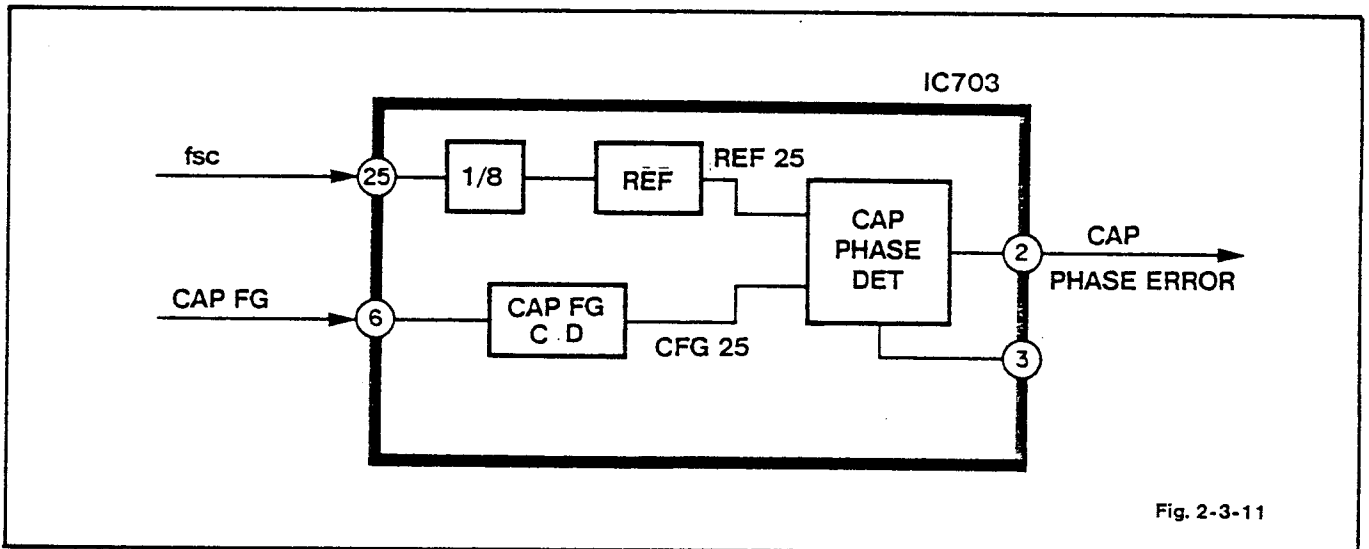 IC703
fsc
25
1/8
REF
REF 25
CAP
PHASE
DET
2
CAP
PHASE ERROR
CAP FG
6
CAP FG
C.D
CFG 25
3
Fig. 2-3-11